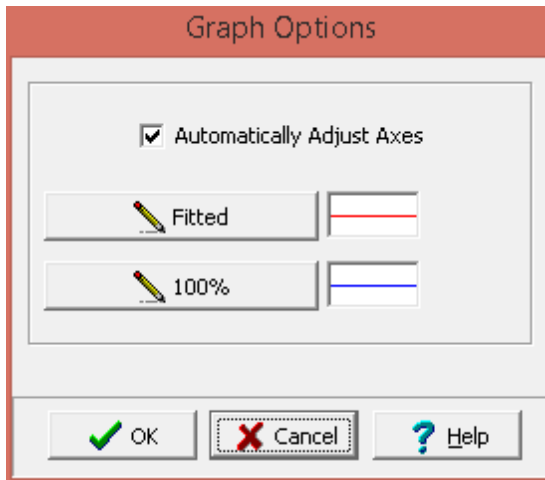 Graph Options
Automatically Adjust Axes
Fitted
100%
OK Cancel Help